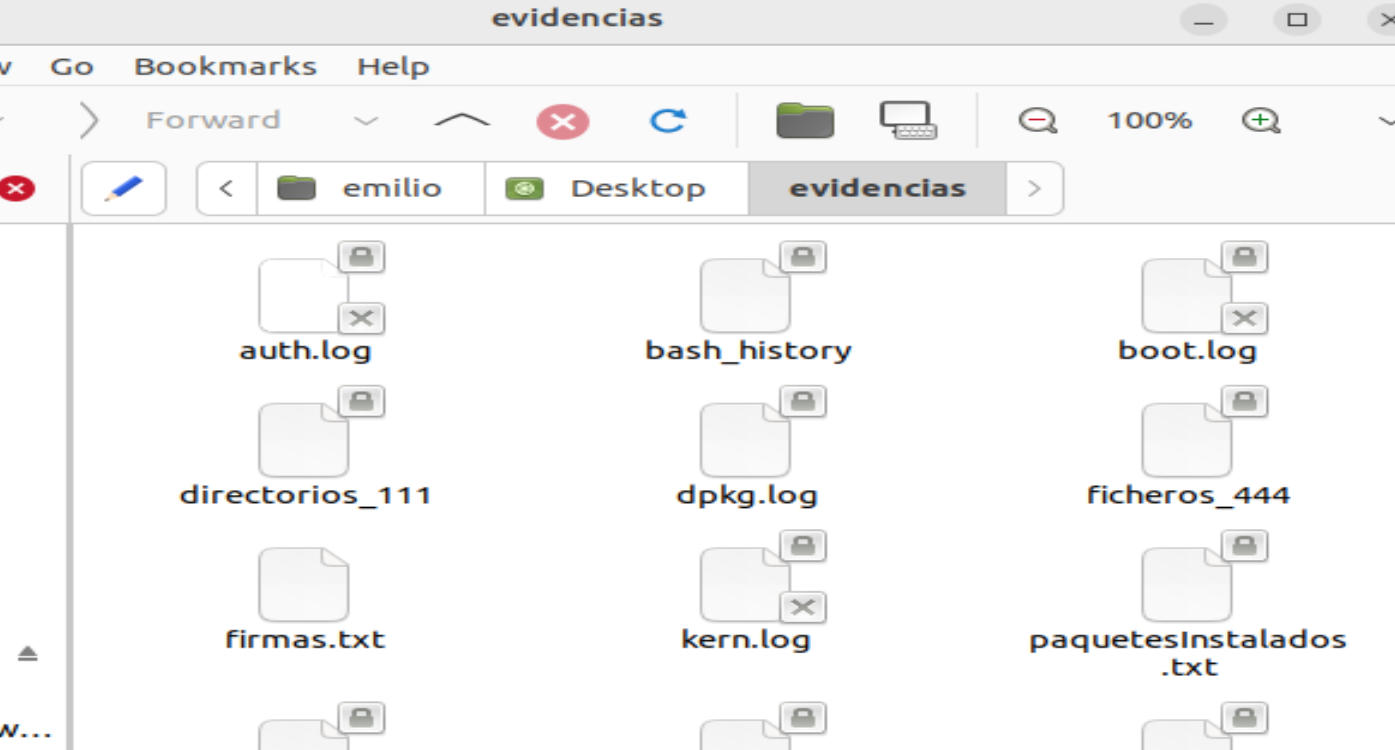 evidencias
Go Bookmarks Help
Forward 100%
emilio Desktop evidencias
auth.log bash_history boot.log
directorios_111 dpkg.log ficheros_444
firmas.txt kern.log paquetesInstalados
.txt